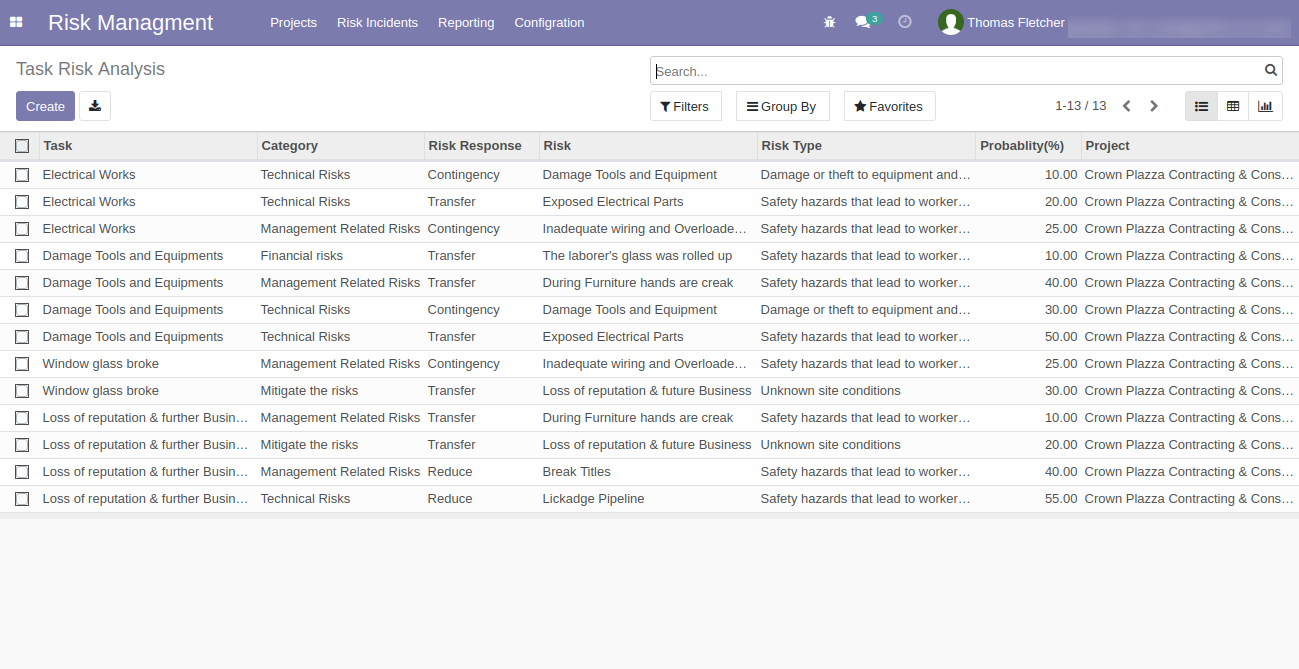 Risk Managment Projects Risk Incidents Reporting Configration 3 Thomas Fletcher
Task Risk Analysis Search...
Create Filters Group By Favorites 1-13 / 13
Task Category Risk Response Risk Risk Type Probablity(%) Project
Electrical Works Technical Risks Contingency Damage Tools and Equipment Damage or theft to equipment and… 10.00 Crown Plazza Contracting & Cons…
Electrical Works Technical Risks Transfer Exposed Electrical Parts Safety hazards that lead to worker… 20.00 Crown Plazza Contracting & Cons…
Electrical Works Management Related Risks Contingency Inadequate wiring and Overloade… Safety hazards that lead to worker… 25.00 Crown Plazza Contracting & Cons…
Damage Tools and Equipments Financial risks Transfer The laborer's glass was rolled up Safety hazards that lead to worker… 10.00 Crown Plazza Contracting & Cons…
Damage Tools and Equipments Management Related Risks Transfer During Furniture hands are creak Safety hazards that lead to worker… 40.00 Crown Plazza Contracting & Cons…
Damage Tools and Equipments Technical Risks Contingency Damage Tools and Equipment Damage or theft to equipment and… 30.00 Crown Plazza Contracting & Cons…
Damage Tools and Equipments Technical Risks Transfer Exposed Electrical Parts Safety hazards that lead to worker… 50.00 Crown Plazza Contracting & Cons…
Window glass broke Management Related Risks Contingency Inadequate wiring and Overloade… Safety hazards that lead to worker… 25.00 Crown Plazza Contracting & Cons…
Window glass broke Mitigate the risks Transfer Loss of reputation & future Business Unknown site conditions 30.00 Crown Plazza Contracting & Cons…
Loss of reputation & further Busin… Management Related Risks Transfer During Furniture hands are creak Safety hazards that lead to worker… 10.00 Crown Plazza Contracting & Cons…
Loss of reputation & further Busin… Mitigate the risks Transfer Loss of reputation & future Business Unknown site conditions 20.00 Crown Plazza Contracting & Cons…
Loss of reputation & further Busin… Management Related Risks Reduce Break Titles Safety hazards that lead to worker… 40.00 Crown Plazza Contracting & Cons…
Loss of reputation & further Busin… Technical Risks Reduce Lickadge Pipeline Safety hazards that lead to worker… 55.00 Crown Plazza Contracting & Cons…